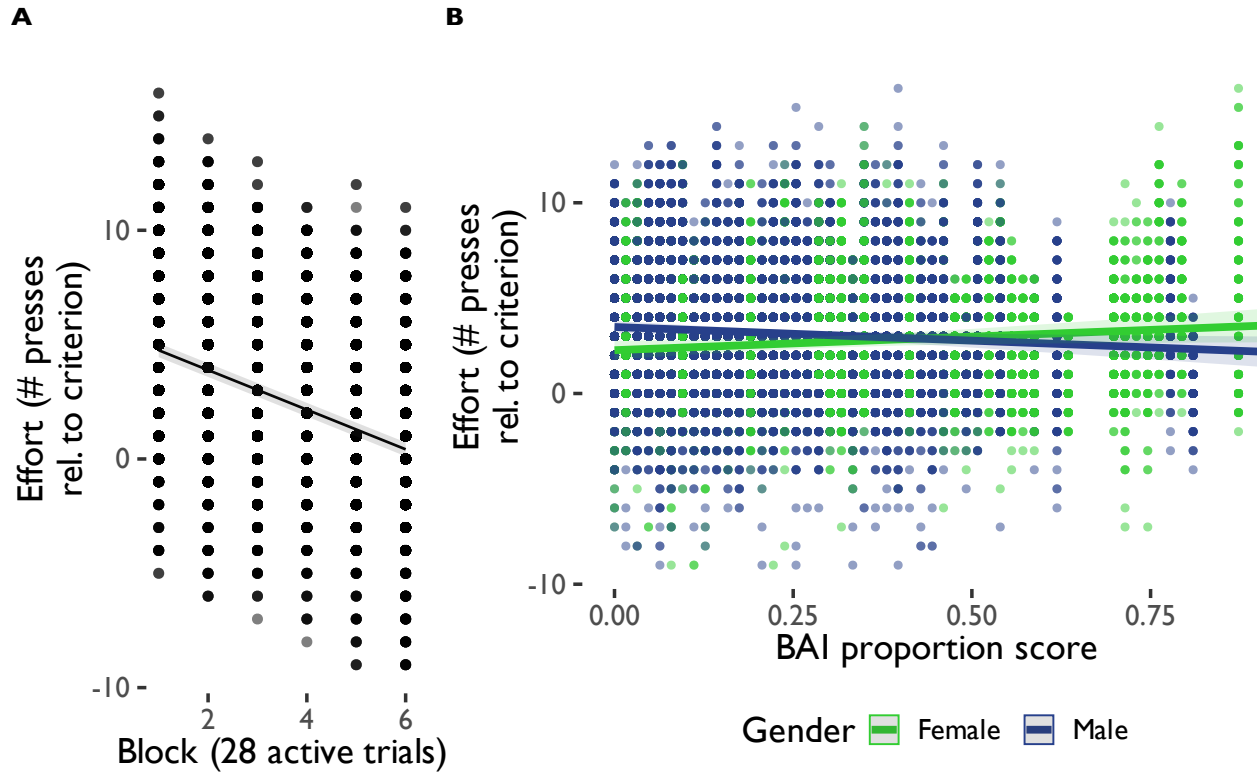 A
Effort (# presses
rel. to criterion)
10
0
-10
2
4
6
Block (28 active trials)
B
Effort (# presses
rel. to criterion)
10
0
-10
0.00
0.25
0.50
0.75
BAI proportion score
Gender
Female
Male